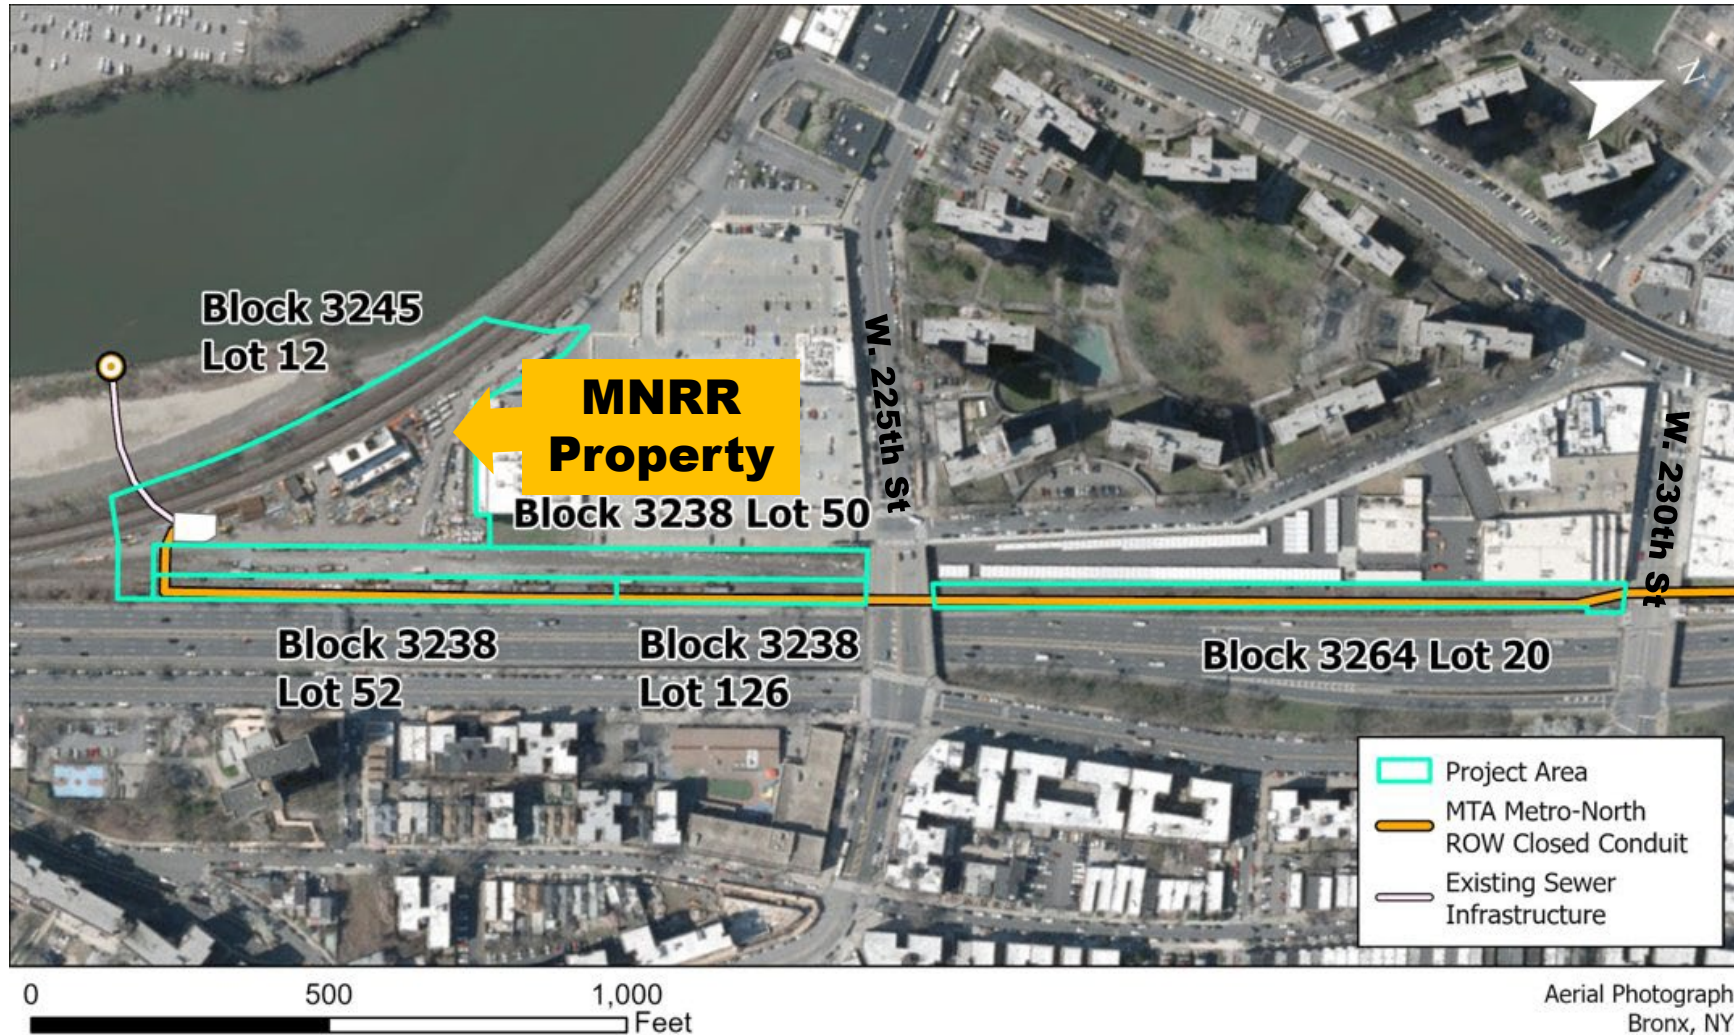 N
Block 3245
Lot 12
MNRR
Property
W. 225th St
W. 230th St
Block 3238 Lot 50
Block 3238
Lot 52
Block 3238
Lot 126
Block 3264 Lot 20
Project Area
MTA Metro-North
ROW Closed Conduit
Existing Sewer
Infrastructure
0 500 1,000
Feet
Aerial Photograph
Bronx, NY